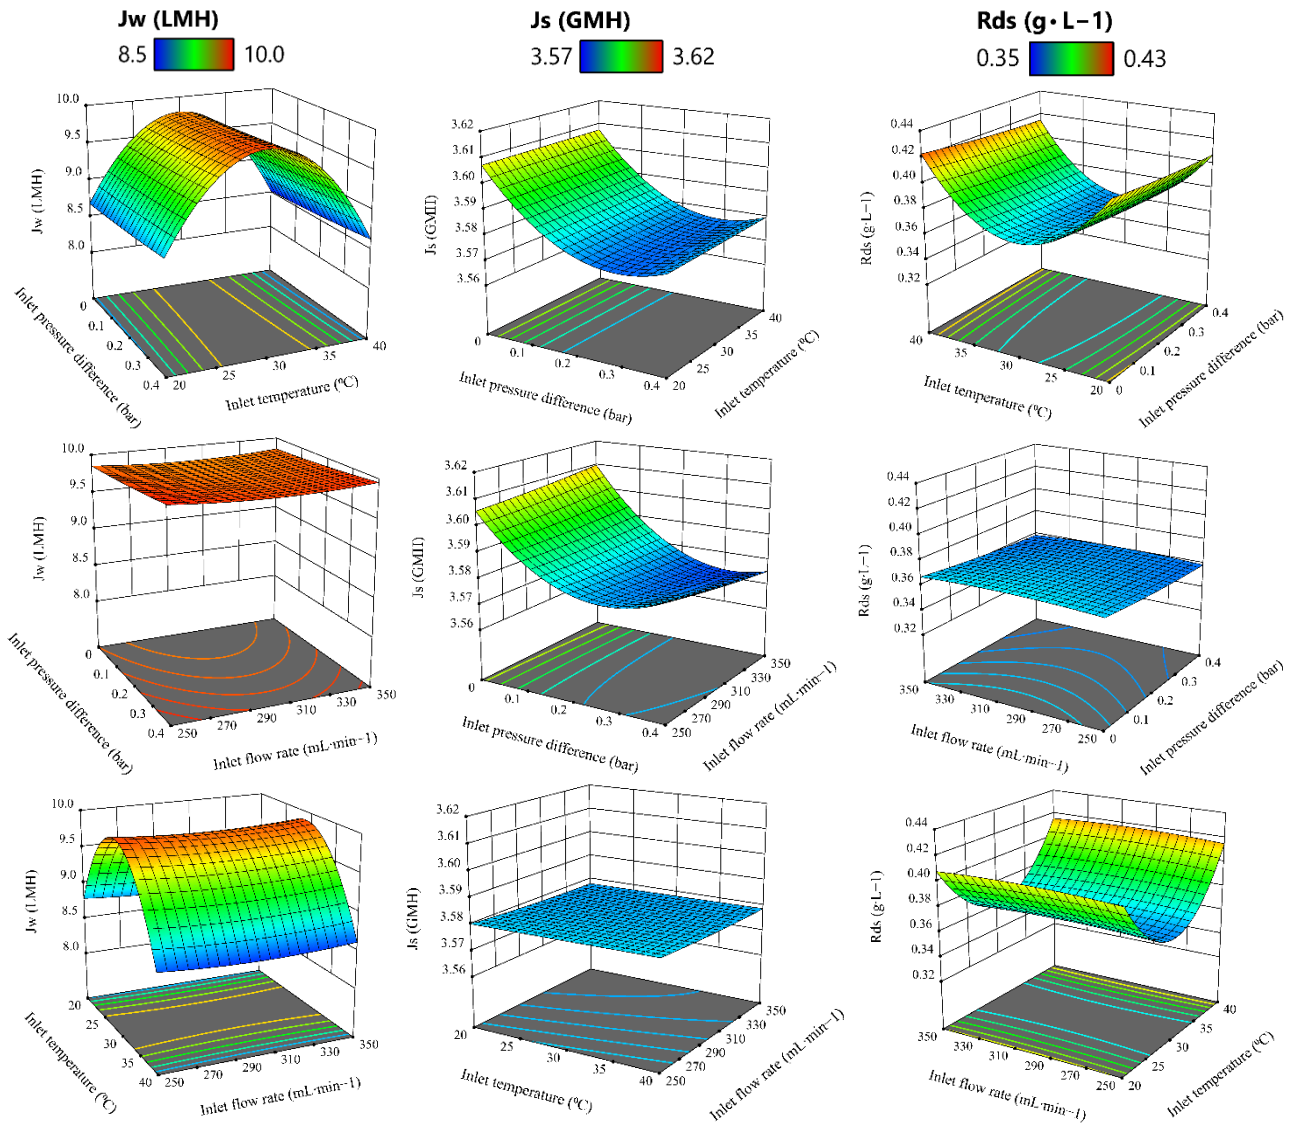 Jw (LMH)
8.5 10.0
Js (GMH)
3.57 3.62
Rds (g·L−1)
0.35 0.43
10.0
9.5
9.0
8.5
8.0
Jw (LMH)
0
0.1
0.2
0.3
0.4
Inlet pressure difference (bar)
20 25 30 35 40
Inlet temperature (ºC)
3.62
3.61
3.60
3.59
3.58
3.57
3.56
Js (GMH)
0 0.1 0.2 0.3 0.4
Inlet pressure difference (bar)
20 25 30 35 40
Inlet temperature (ºC)
0.44
0.42
0.40
0.38
0.36
0.34
0.32
Rds (g·L−1)
40 35 30 25 20
Inlet temperature (ºC)
0 0.1 0.2 0.3 0.4
Inlet pressure difference (bar)
10.0
9.5
9.0
8.5
8.0
Jw (LMH)
0
0.1
0.2
0.3
0.4
Inlet pressure difference (bar)
250 270 290 310 330 350
Inlet flow rate (mL·min−1)
3.62
3.61
3.60
3.59
3.58
3.57
3.56
Js (GMH)
0 0.1 0.2 0.3 0.4
Inlet pressure difference (bar)
250 270 290 310 330 350
Inlet flow rate (mL·min−1)
0.44
0.42
0.40
0.38
0.36
0.34
0.32
Rds (g·L−1)
350 330 310 290 270 250
Inlet flow rate (mL·min−1)
0 0.1 0.2 0.3 0.4
Inlet pressure difference (bar)
10.0
9.5
9.0
8.5
8.0
Jw (LMH)
20
25
30
35
40
Inlet temperature (ºC)
250 270 290 310 330 350
Inlet flow rate (mL·min−1)
3.62
3.61
3.60
3.59
3.58
3.57
3.56
Js (GMH)
20 25 30 35 40
Inlet temperature (ºC)
250 270 290 310 330 350
Inlet flow rate (mL·min−1)
0.44
0.42
0.40
0.38
0.36
0.34
0.32
Rds (g·L−1)
350 330 310 290 270 250
Inlet flow rate (mL·min−1)
20 25 30 35 40
Inlet temperature (ºC)